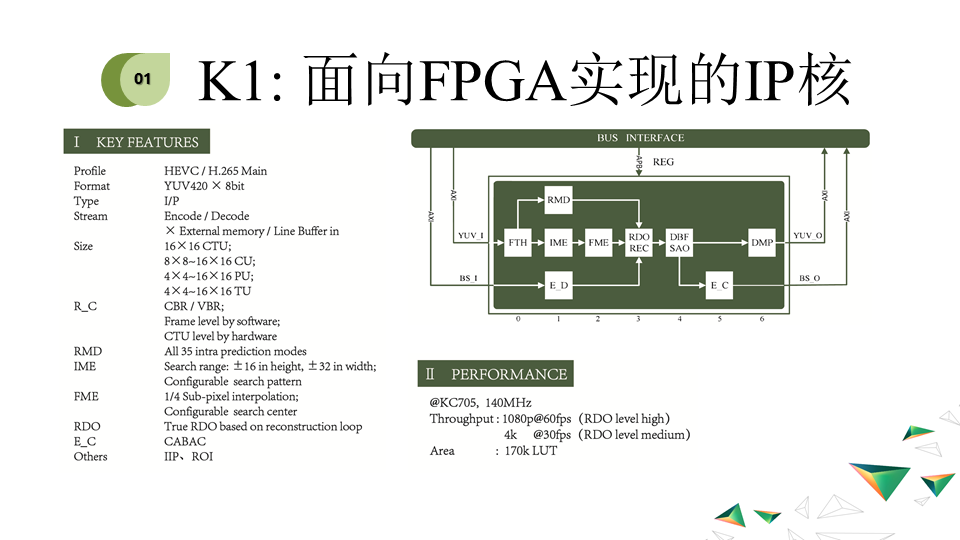 01
K1: 面向FPGA实现的IP核
I KEY FEATURES
Profile HEVC / H.265 Main
Format YUV420 × 8bit
Type I/P
Stream Encode / Decode
× External memory / Line Buffer in
Size 16×16 CTU;
8×8~16×16 CU;
4×4~16×16 PU;
4×4~16×16 TU
R_C CBR / VBR;
Frame level by software;
CTU level by hardware
RMD All 35 intra prediction modes
IME Search range: ±16 in height, ±32 in width;
Configurable search pattern
FME 1/4 Sub-pixel interpolation;
Configurable search center
RDO True RDO based on reconstruction loop
E_C CABAC
Others IIP、ROI
BUS INTERFACE
APB REG
AXI AXI AXI AXI
RMD
YUV_I FTH IME FME RDO REC DBF SAO DMP YUV_O
BS_I E_D E_C BS_O
0 1 2 3 4 5 6
II PERFORMANCE
@KC705, 140MHz
Throughput : 1080p@60fps（RDO level high）
4k @30fps（RDO level medium）
Area : 170k LUT